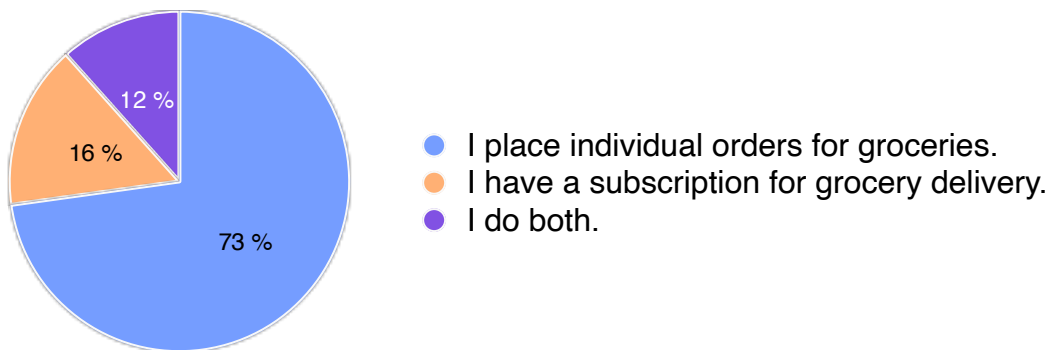 12 %
16 %
73 %
I place individual orders for groceries.
I have a subscription for grocery delivery.
I do both.